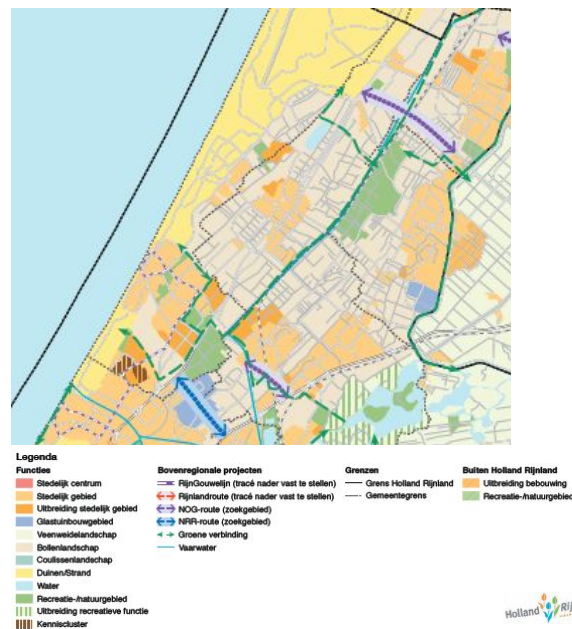 Legenda
Functies
Stedelijk centrum
Stedelijk gebied
Uitbreiding stedelijk gebied
Glastuinbouwgebied
Veenweidelandschap
Bollenlandschap
Coulissenlandschap
Duinen/Strand
Water
Recreatie-/natuurgebied
Uitbreiding recreatieve functie
Kenniscluster
Bovenregionale projecten
RijnGouwelijn (tracé nader vast te stellen)
Rijnlandroute (tracé nader vast te stellen)
NOG-route (zoekgebied)
NRR-route (zoekgebied)
Groene verbinding
Vaarwater
Grenzen
Grens Holland Rijnland
Gemeentegrens
Buiten Holland Rijnland
Uitbreiding bebouwing
Recreatie-/natuurgebied
Holland Rij